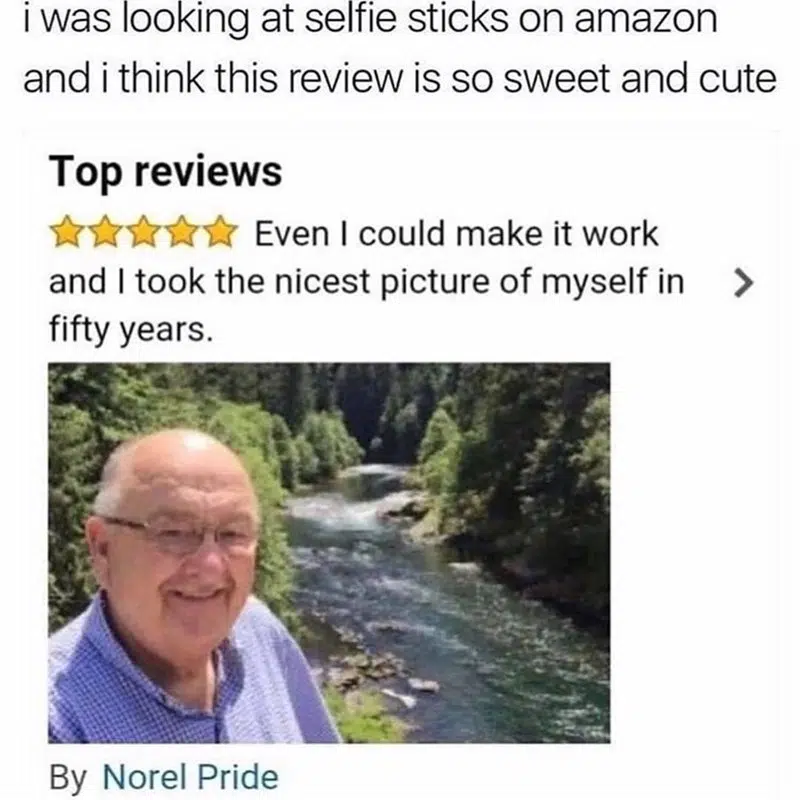 i was looking at selfie sticks on amazon
and i think this review is so sweet and cute
Top reviews
Even I could make it work
and I took the nicest picture of myself in
fifty years.
By Norel Pride